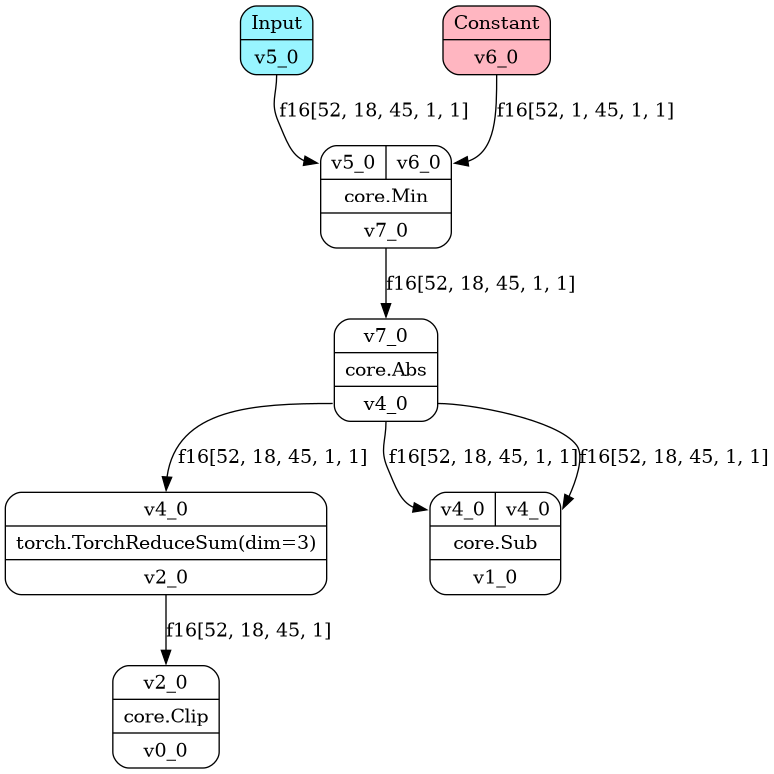 Input
v5_0
Constant
v6_0
f16[52, 18, 45, 1, 1]
f16[52, 1, 45, 1, 1]
v5_0
v6_0
core.Min
v7_0
f16[52, 18, 45, 1, 1]
v7_0
core.Abs
v4_0
f16[52, 18, 45, 1, 1]
f16[52, 18, 45, 1, 1]
f16[52, 18, 45, 1, 1]
v4_0
torch.TorchReduceSum(dim=3)
v2_0
v4_0
v4_0
core.Sub
v1_0
f16[52, 18, 45, 1]
v2_0
core.Clip
v0_0